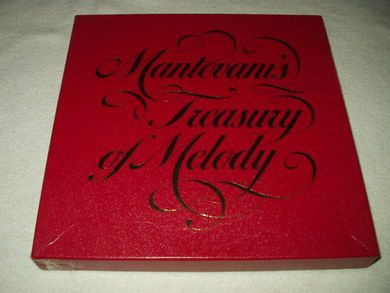 Mantovani's
Treasury
of Melody